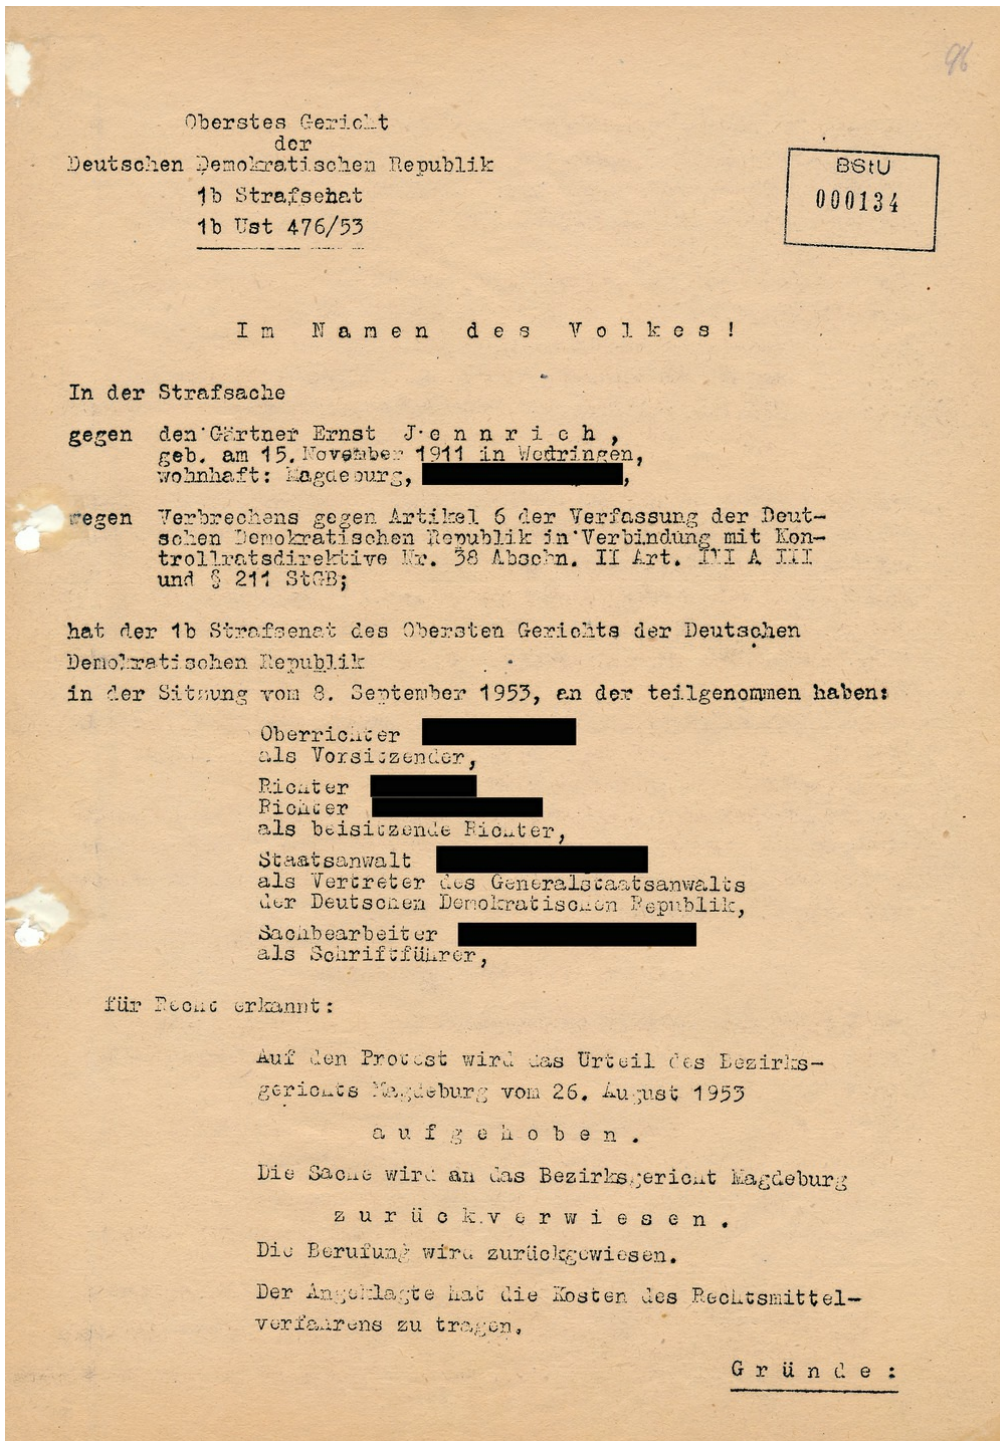 96
Oberstes Gericht
der
Deutschen Demokratischen Republik
1b Strafsenat
1b Ust 476/53
BStU
000134
Im Namen des Volkes!
In der Strafsache
gegen den Gärtner Ernst Jennrich,
geb. am 15. November 1911 in Wedringen,
wohnhaft: Magdeburg, ,
wegen Verbrechens gegen Artikel 6 der Verfassung der Deut-
schen Demokratischen Republik in Verbindung mit Kon-
trollratsdirektive Nr. 38 Abschn. II Art. III A III
und § 211 StGB;
hat der 1b Strafsenat des Obersten Gerichts der Deutschen
Demokratischen Republik
in der Sitzung vom 8. September 1953, an der teilgenommen haben:
Oberrichter
als Vorsitzender,
Richter
Richter
als beisitzende Richter,
Staatsanwalt
als Vertreter des Generalstaatsanwalts
der Deutschen Demokratischen Republik,
Sachbearbeiter
als Schriftführer,
für Recht erkannt:
Auf den Protest wird das Urteil des Bezirks-
gerichts Magdeburg vom 26. August 1953
aufgehoben.
Die Sache wird an das Bezirksgericht Magdeburg
zurückverwiesen.
Die Berufung wird zurückgewiesen.
Der Angeklagte hat die Kosten des Rechtsmittel-
verfahrens zu tragen.
Gründe: